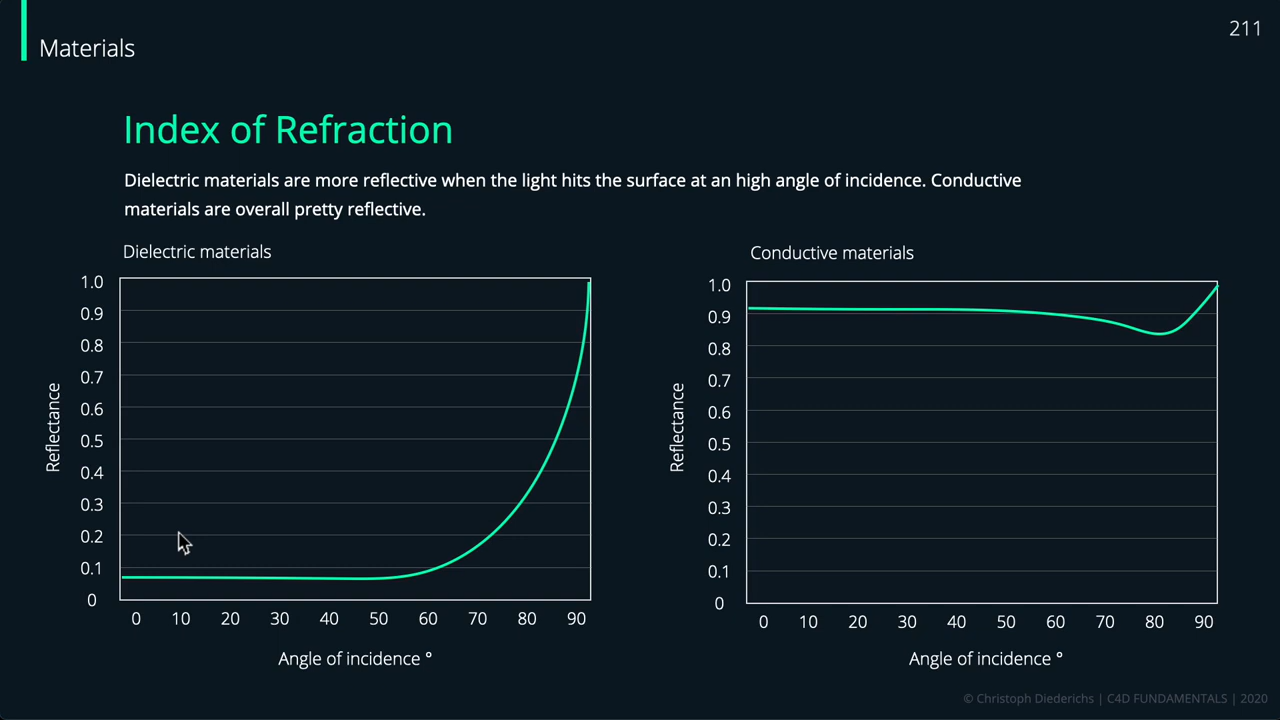 Materials
211
Index of Refraction
Dielectric materials are more reflective when the light hits the surface at an high angle of incidence. Conductive
materials are overall pretty reflective.
Dielectric materials
1.0
0.9
0.8
0.7
0.6
0.5
0.4
0.3
0.2
0.1
0
Reflectance
0 10 20 30 40 50 60 70 80 90
Angle of incidence °
Conductive materials
1.0
0.9
0.8
0.7
0.6
0.5
0.4
0.3
0.2
0.1
0
Reflectance
0 10 20 30 40 50 60 70 80 90
Angle of incidence °
© Christoph Diederichs | C4D FUNDAMENTALS | 2020